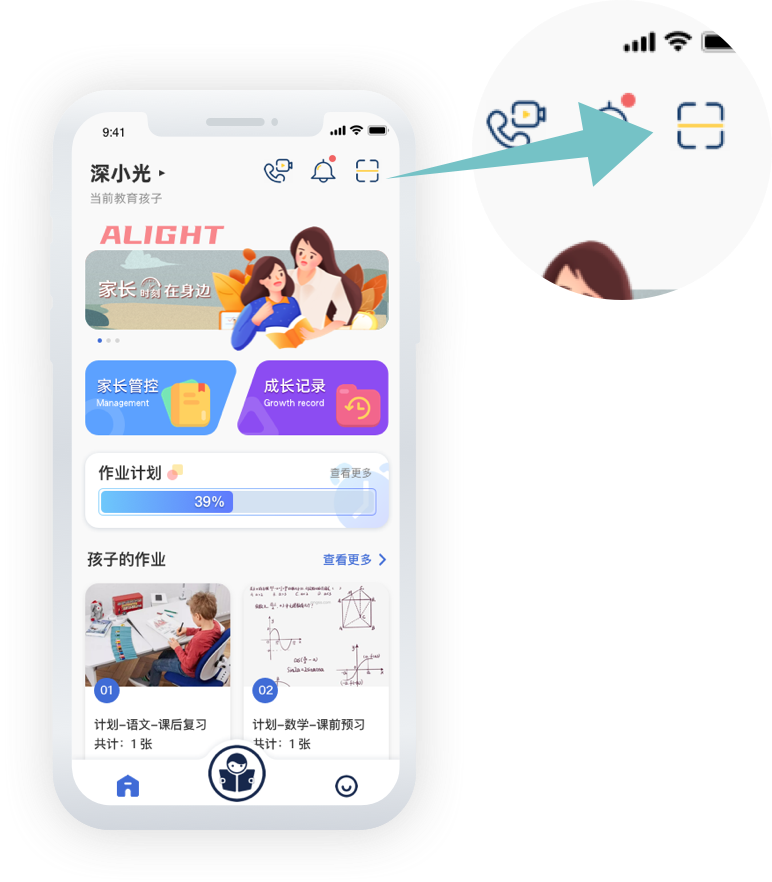 9:41
深小光
当前教育孩子
ALIGHT
家长时刻在身边
家长管控
Management
成长记录
Growth record
作业计划
查看更多
39%
孩子的作业
查看更多
01
02
计划-语文-课后复习
共计：1 张
计划-数学-课前预习
共计：1 张